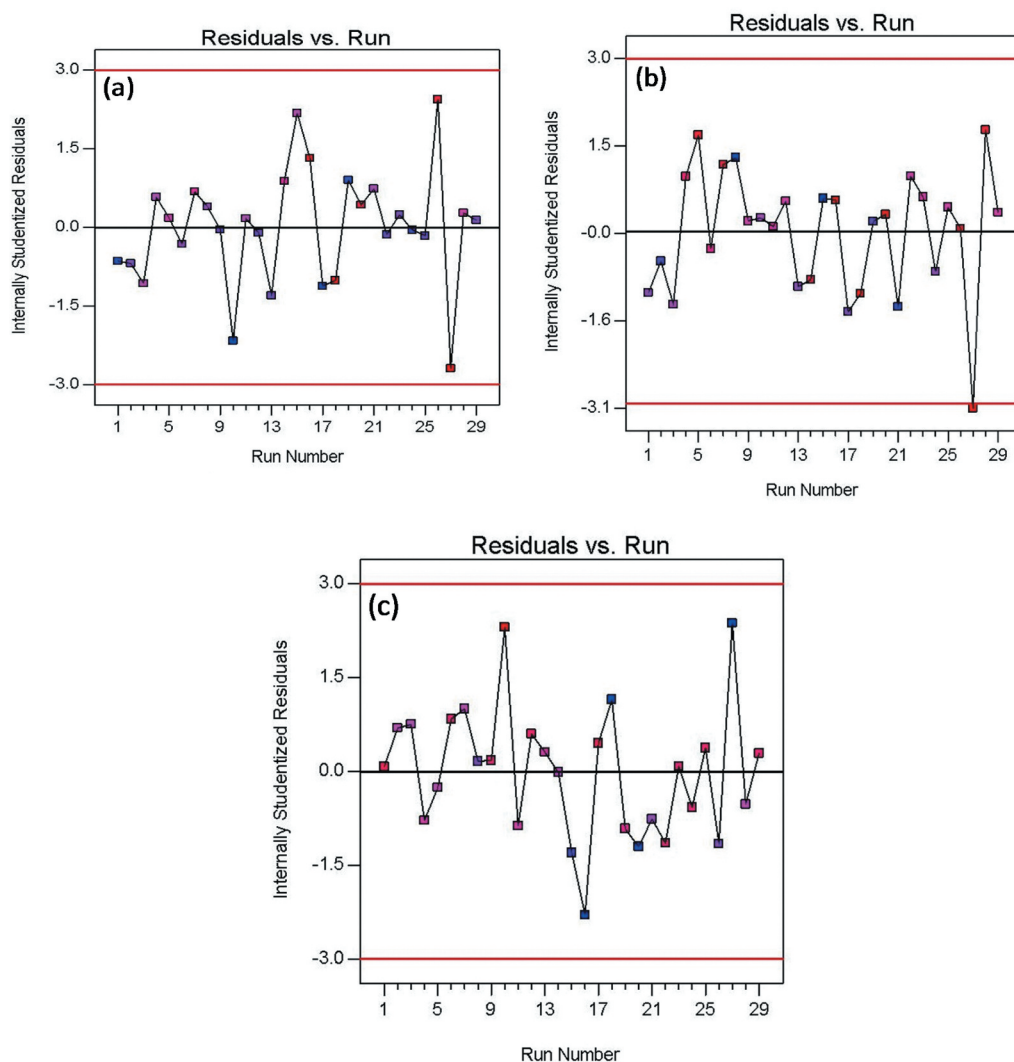 Residuals vs. Run
(a)
Internally Studentized Residuals
3.0
1.5
0.0
-1.5
-3.0
1 5 9 13 17 21 25 29
Run Number
Residuals vs. Run
(b)
Internally Studentized Residuals
3.0
1.5
-0.0
-1.6
-3.1
1 5 9 13 17 21 25 29
Run Number
Residuals vs. Run
(c)
Internally Studentized Residuals
3.0
1.5
0.0
-1.5
-3.0
1 5 9 13 17 21 25 29
Run Number